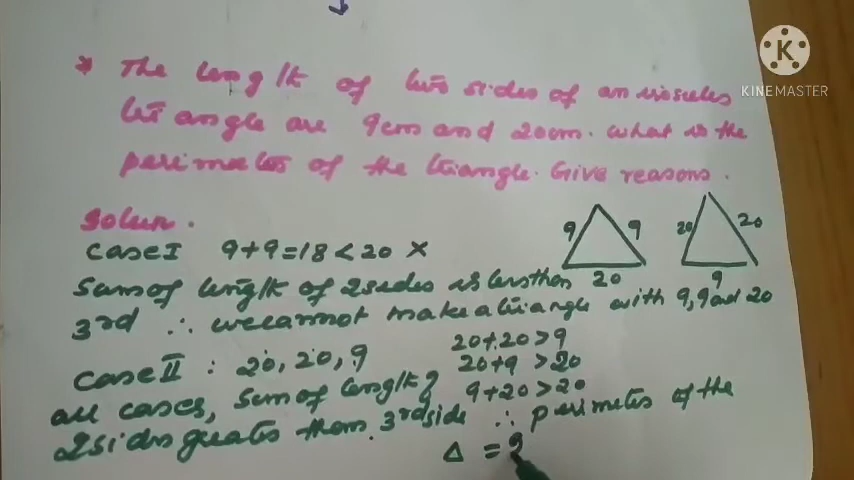 * The length of two sides of an isosceles
triangle are 9cm and 20cm. What is the
perimeter of the triangle. Give reasons.
Solun.
Case I 9+9=18<20 ×
9 9 20
20 20 9
Sum of length of 2 sides is less than
3rd ∴ we cannot make a triangle with 9, 9 and 20
Case II : 20, 20, 9
20+20>9
20+9 >20
9+20>20
all cases, Sum of length of
2 sides greater than 3rd side ∴ perimeter of the
Δ = 9
K
KINEMASTER